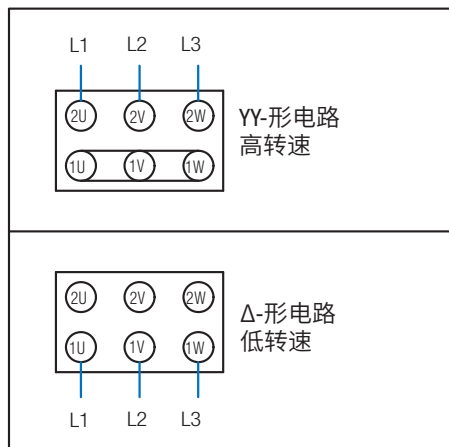 L1 L2 L3
2U 2V 2W
YY-形电路
高转速
1U 1V 1W
2U 2V 2W
Δ-形电路
低转速
1U 1V 1W
L1 L2 L3